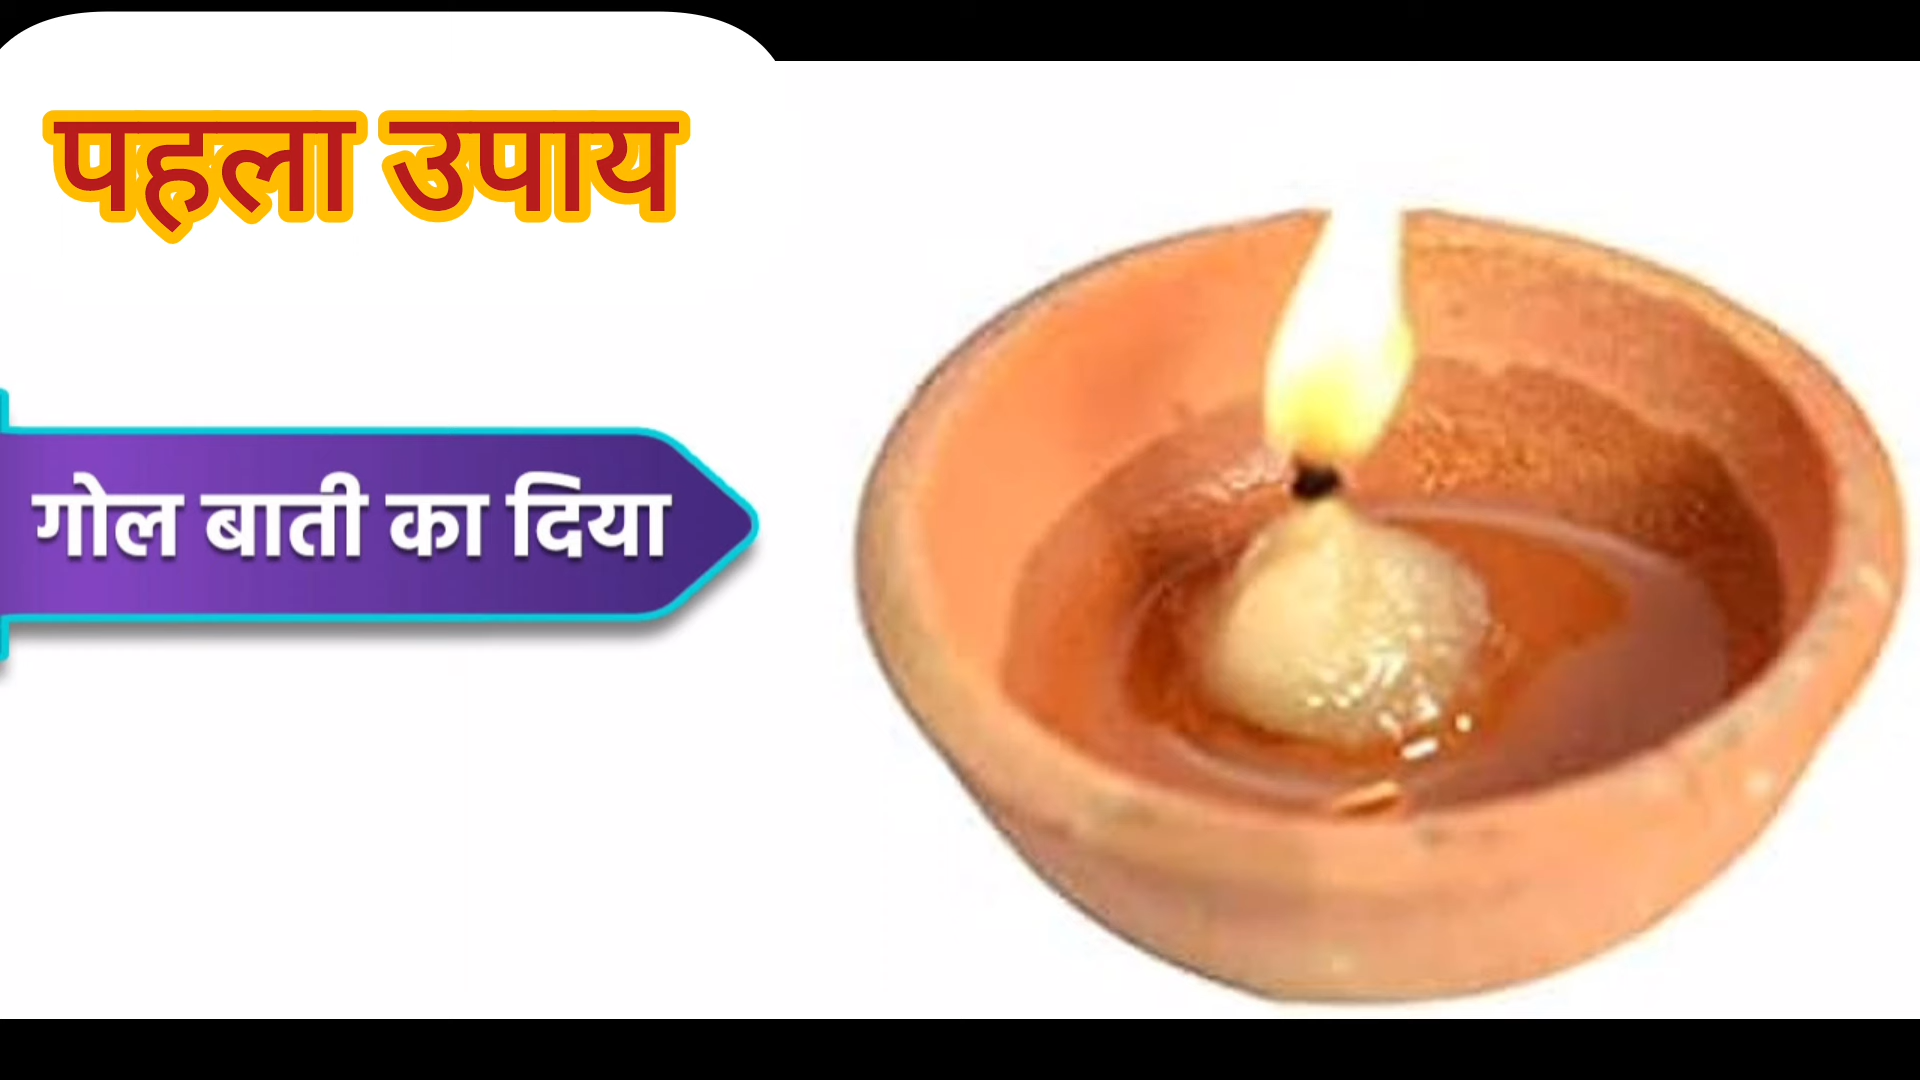 पहला उपाय
गोल बाती का दिया